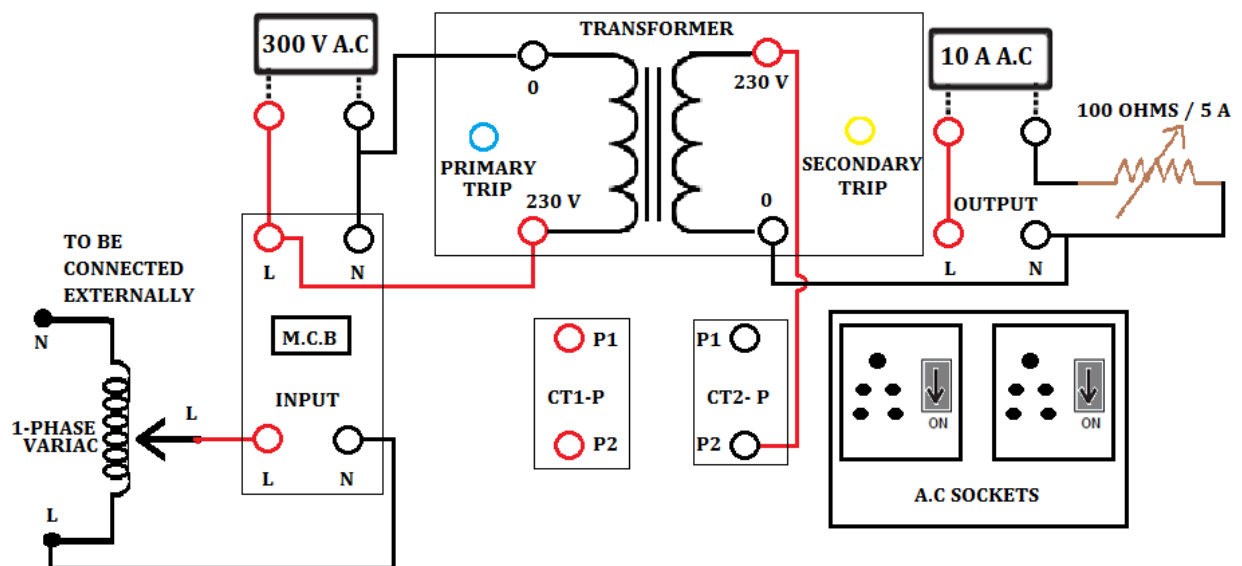 300 V A.C
TRANSFORMER
10 A A.C
0
230 V
100 OHMS / 5 A
PRIMARY
TRIP
SECONDARY
TRIP
230 V
0
OUTPUT
TO BE
CONNECTED
EXTERNALLY
L
N
L
N
N
M.C.B
P1
P1
CT1-P
CT2- P
INPUT
L
1-PHASE
VARIAC
P2
P2
ON
ON
L
N
L
A.C SOCKETS